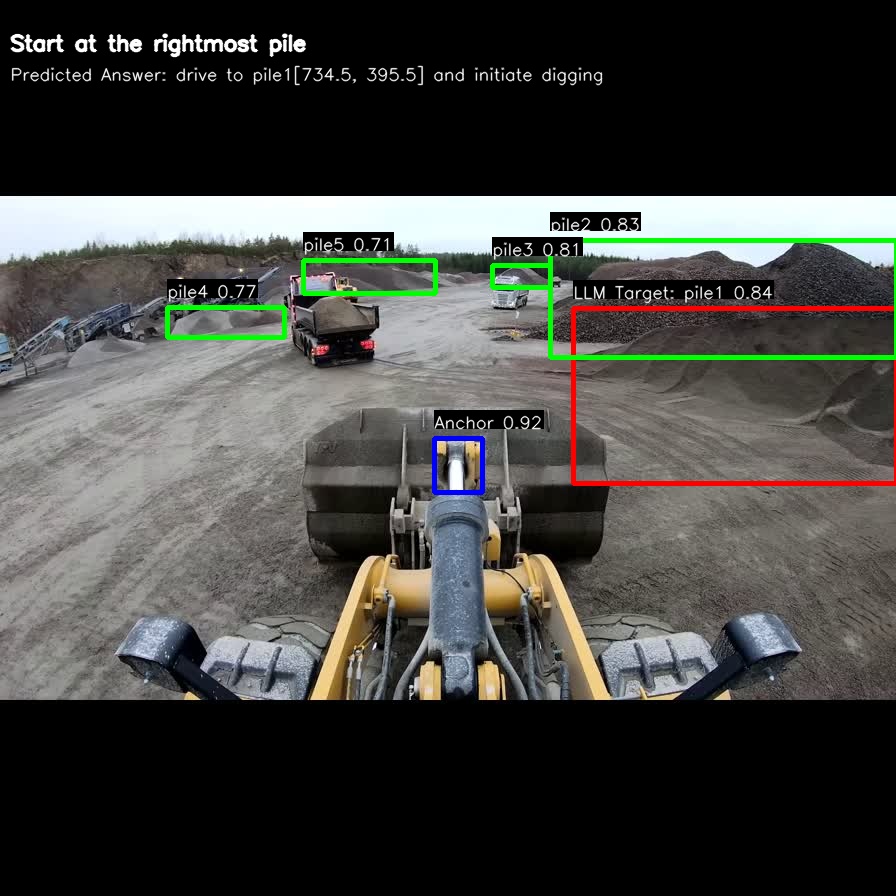 Start at the rightmost pile
Predicted Answer: drive to pile1[734.5, 395.5] and initiate digging
pile2 0.83
pile5 0.71
pile3 0.81
pile4 0.77
LLM Target: pile1 0.84
Anchor 0.92